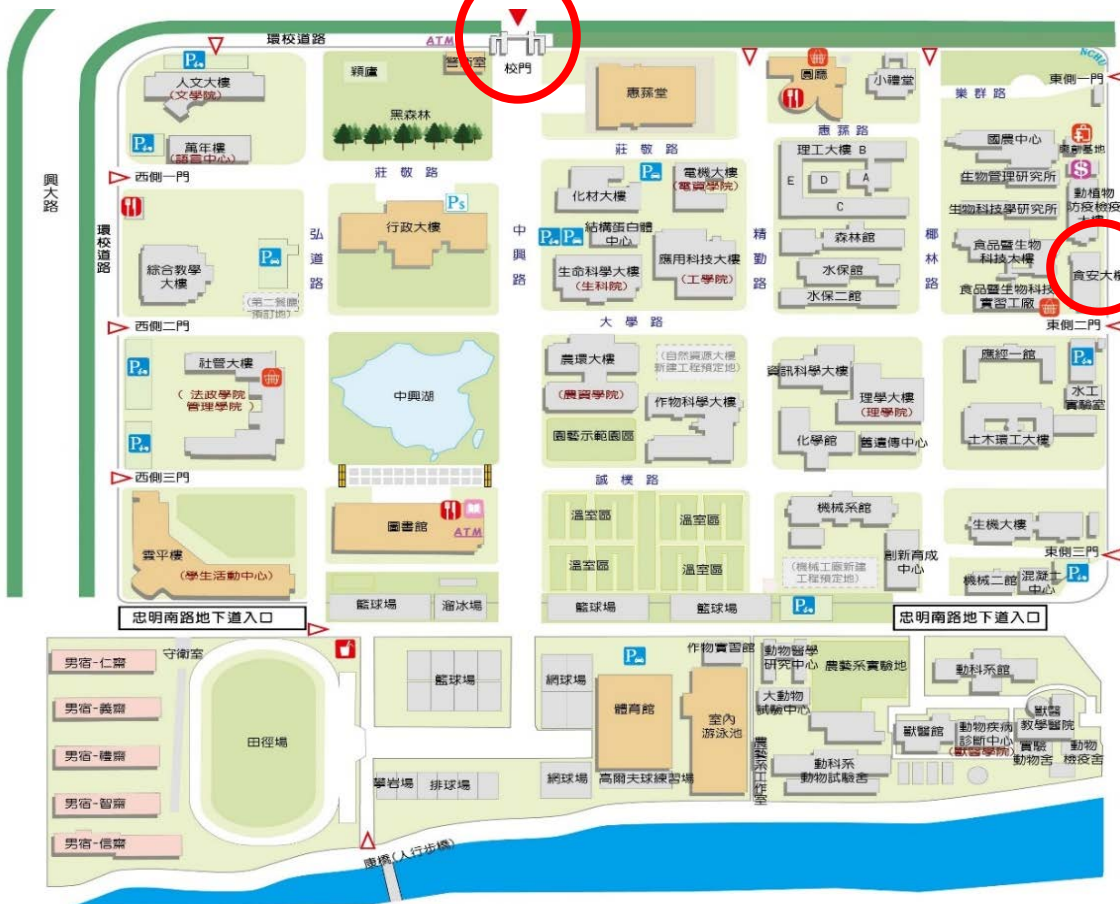 環校道路
ATM
校門
警衛室
穎廬
黑森林
人文大樓
(文學院)
萬年樓
(語言中心)
西側一門
興大路
環校道路
莊敬路
惠蓀堂
莊敬路
圓廳
小禮堂
惠蓀路
NCHU
東側一門
樂群路
理工大樓 B
E
D
A
C
國農中心
生物管理研究所
生物科技學研究所
動植物
防疫檢疫
大樓
食品暨生物
科技大樓
食品暨生物科技
實習工廠
食安大樓
東側二門
綜合教學
大樓
(第二餐廳
預訂地)
弘道路
行政大樓
中興路
化材大樓
電機大樓
(電資學院)
結構蛋白體
中心
生命科學大樓
(生科院)
應用科技大樓
(工學院)
精勤路
森林館
水保館
水保二館
椰林路
西側二門
大學路
社管大樓
(法政學院
管理學院)
中興湖
農環大樓
(農資學院)
(自然資源大樓
新建工程預定地)
作物科學大樓
園藝示範園區
資訊科學大樓
理學大樓
(理學院)
化學館
舊遺傳中心
應經一館
水工
實驗室
土木環工大樓
西側三門
誠樸路
雲平樓
(學生活動中心)
圖書館
ATM
溫室區
溫室區
溫室區
溫室區
機械系館
(機械工廠新建
工程預定地)
創新育成
中心
生機大樓
東側三門
機械二館
混凝土
中心
籃球場
溜冰場
籃球場
籃球場
忠明南路地下道入口
忠明南路地下道入口
守衛室
男宿-仁齋
男宿-義齋
男宿-禮齋
男宿-智齋
男宿-信齋
田徑場
籃球場
攀岩場
排球場
網球場
網球場
體育館
高爾夫球練習場
作物實習館
室內
游泳池
農藝系工作室
動物醫學
研究中心
大動物
試驗中心
農藝系實驗地
動科系
動物試驗舍
動科系館
獸醫館
動物疾病
診斷中心
(獸醫學院)
獸醫
教學醫院
實驗
動物舍
動物
檢疫舍
康橋(人行步橋)